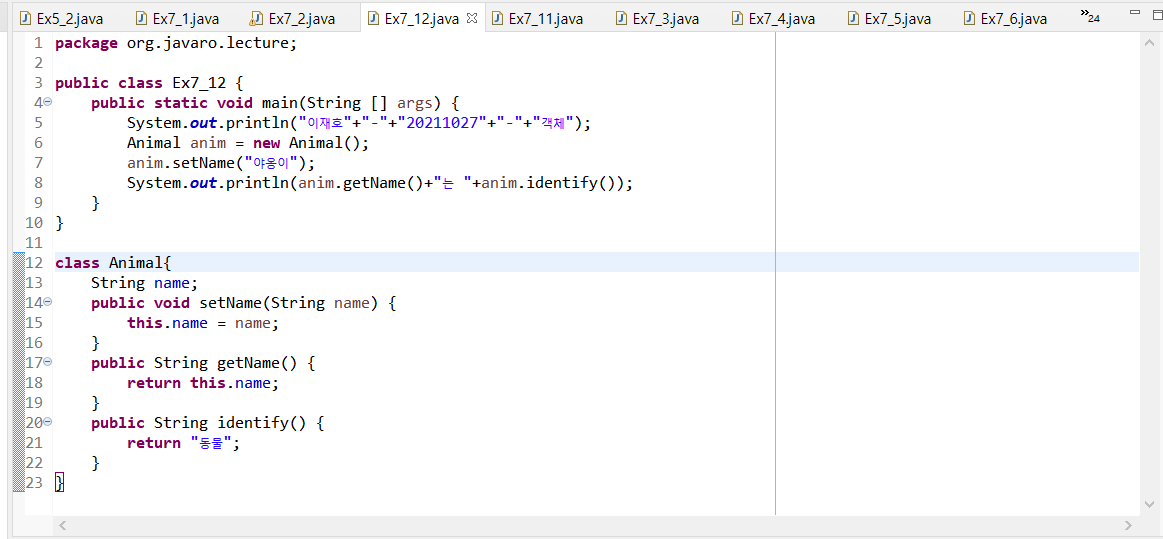 Ex5_2.java Ex7_1.java Ex7_2.java Ex7_12.java Ex7_11.java Ex7_3.java Ex7_4.java Ex7_5.java Ex7_6.java »24
1 package org.javaro.lecture;
2
3 public class Ex7_12 {
4 public static void main(String [] args) {
5 System.out.println("이재호"+"-"+"20211027"+"-"+"객체");
6 Animal anim = new Animal();
7 anim.setName("야옹이");
8 System.out.println(anim.getName()+"는 "+anim.identify());
9 }
10 }
11
12 class Animal{
13 String name;
14 public void setName(String name) {
15 this.name = name;
16 }
17 public String getName() {
18 return this.name;
19 }
20 public String identify() {
21 return "동물";
22 }
23 }